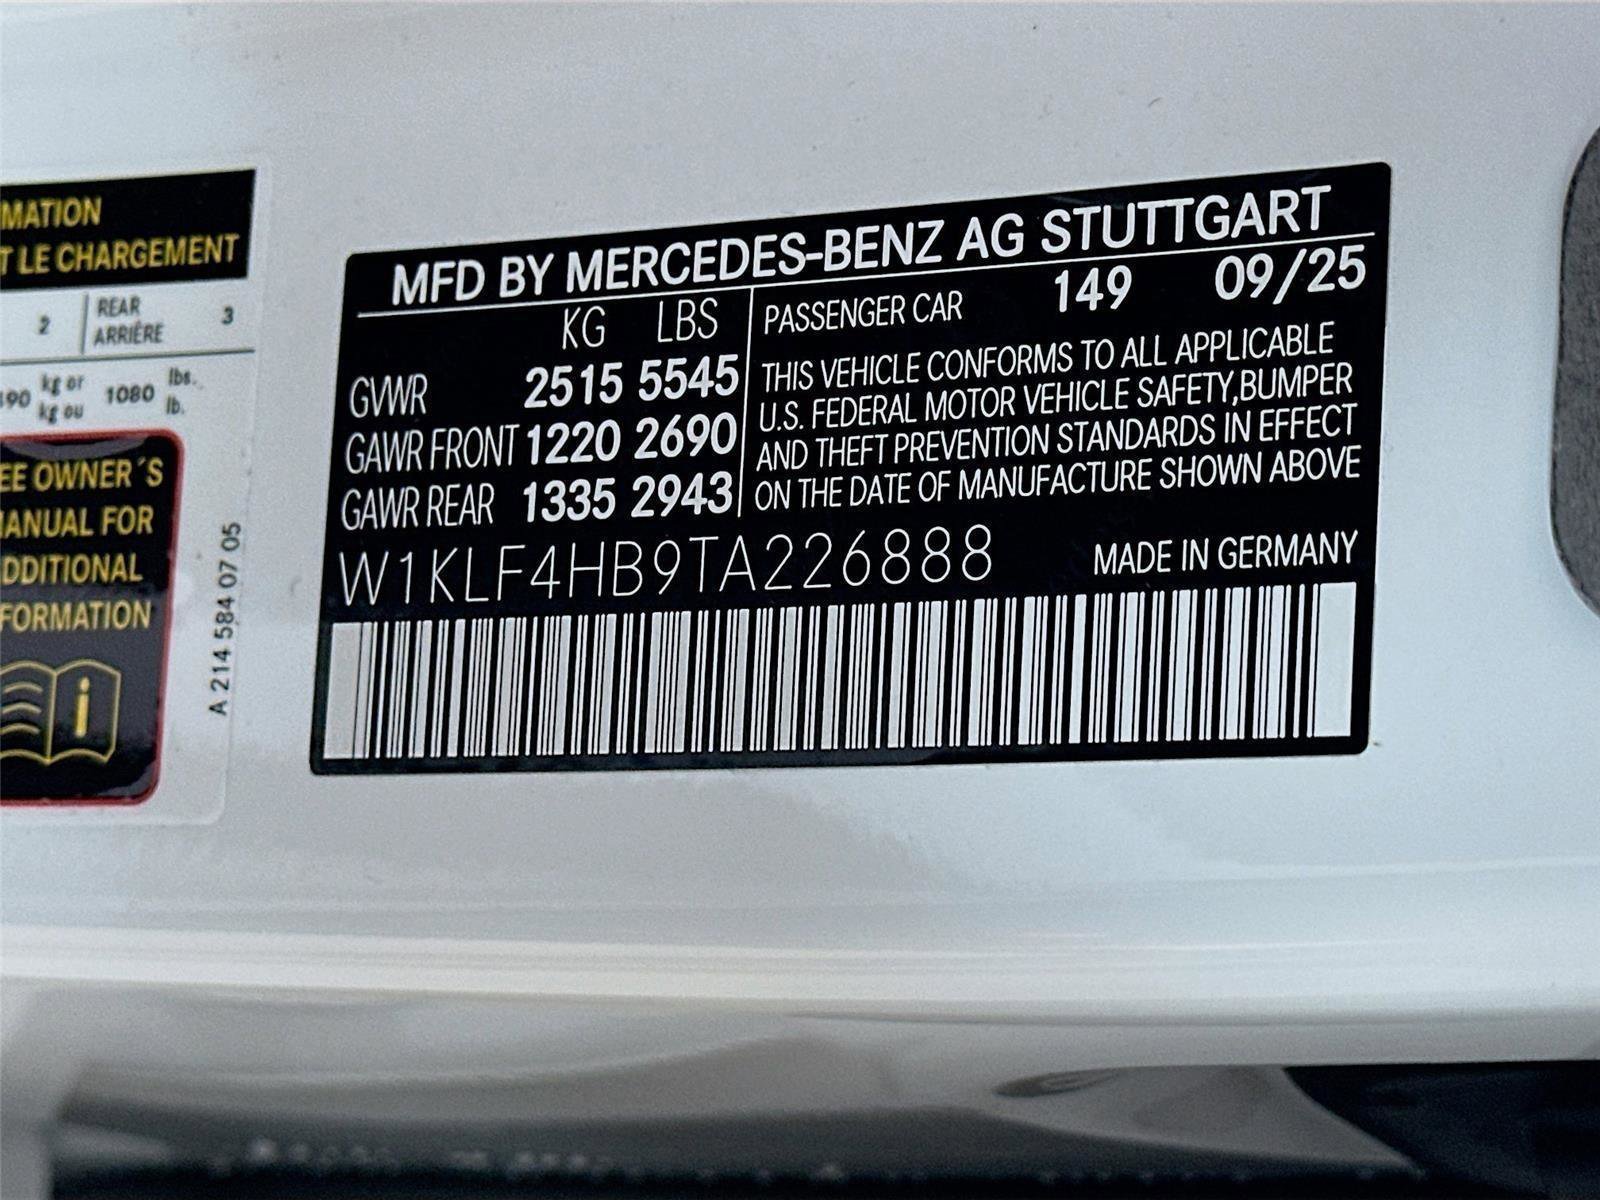 MATION
T LE CHARGEMENT
2 REAR ARRIÈRE 3
490 kg or kg ou 1080 lbs. lb.
EE OWNER´S
MANUAL FOR
DDITIONAL
FORMATION
i
A 214 584 07 05
MFD BY MERCEDES-BENZ AG STUTTGART
KG LBS
GVWR 2515 5545
GAWR FRONT 1220 2690
GAWR REAR 1335 2943
PASSENGER CAR 149 09/25
THIS VEHICLE CONFORMS TO ALL APPLICABLE
U.S. FEDERAL MOTOR VEHICLE SAFETY,BUMPER
AND THEFT PREVENTION STANDARDS IN EFFECT
ON THE DATE OF MANUFACTURE SHOWN ABOVE
W1KLF4HB9TA226888 MADE IN GERMANY